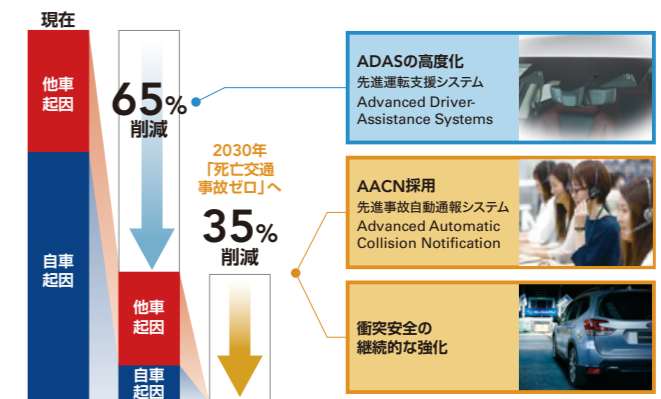 現在
他車
起因
自車
起因
65%
削減
他車
起因
自車
起因
2030年
「死亡交通
事故ゼロ」へ
35%
削減
ADASの高度化
先進運転支援システム
Advanced Driver-
Assistance Systems
AACN採用
先進事故自動通報システム
Advanced Automatic
Collision Notification
衝突安全の
継続的な強化